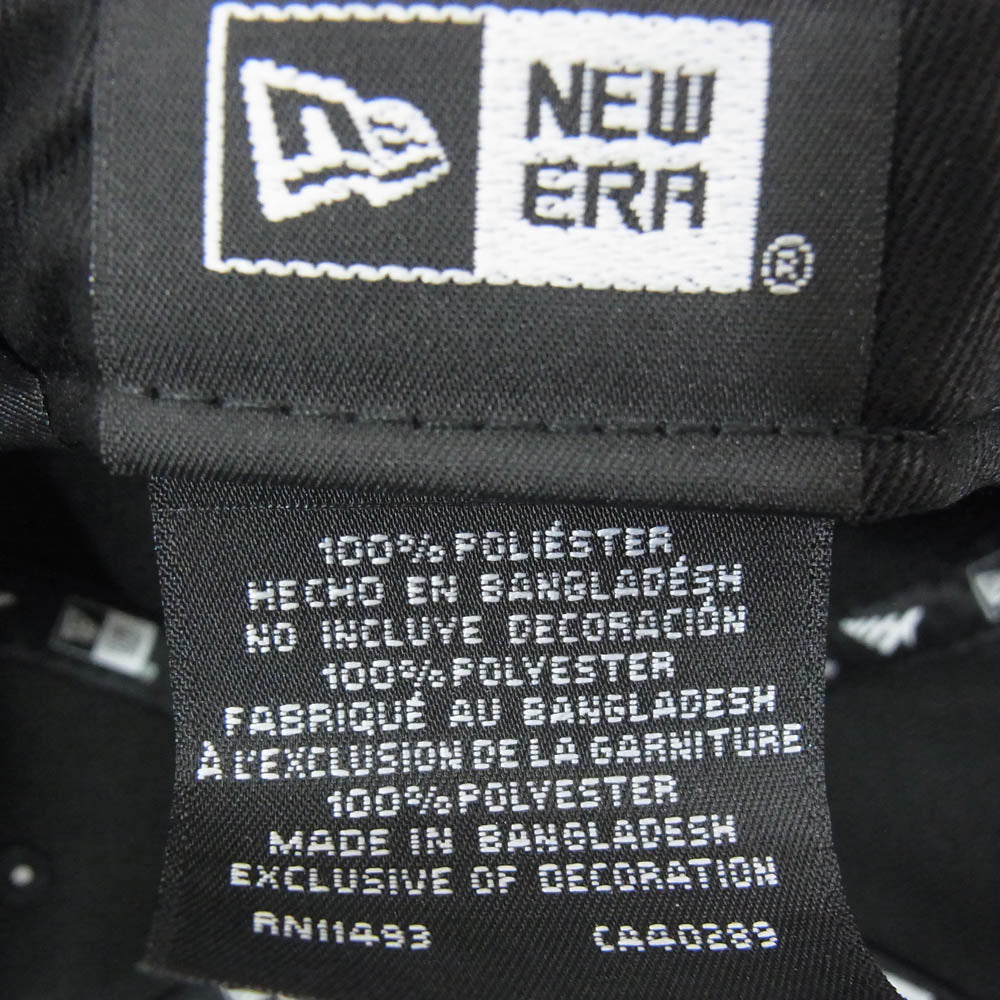 NEW
ERA
®
100% POLIÉSTER
HECHO EN BANGLADÉSH
NO INCLUYE DECORACIÓN
100% POLYESTER
FABRIQUÉ AU BANGLADESH
À L'EXCLUSION DE LA GARNITURE
100% POLYESTER
MADE IN BANGLADESH
EXCLUSIVE OF DECORATION
RN11493 CA40289